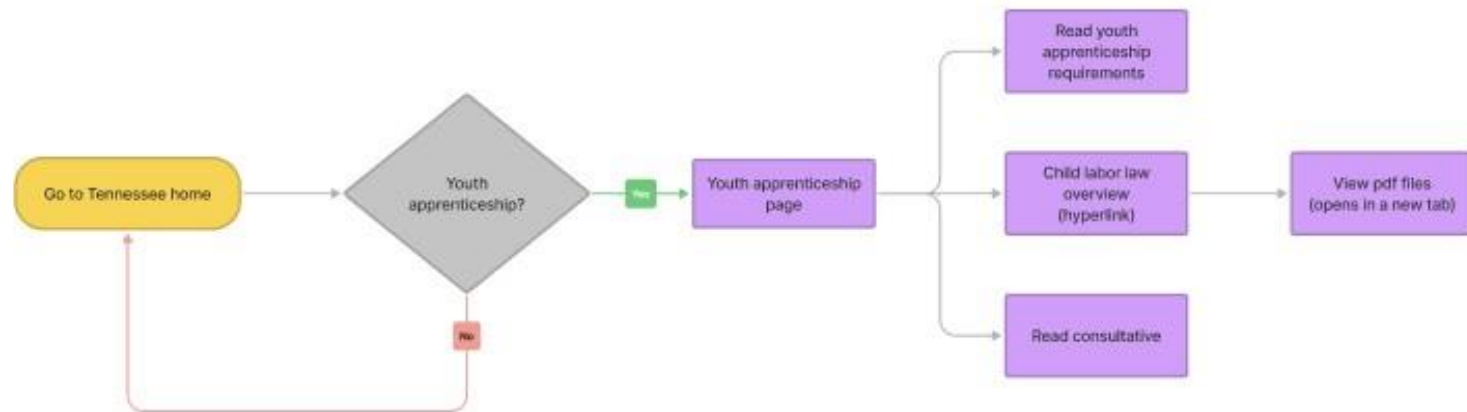 Read youth
apprenticeship
requirements
Go to Tennessee home
Youth
apprenticeship?
Yes
Youth apprenticeship
page
Child labor law
overview
(hyperlink)
View pdf files
(opens in a new tab)
No
Read consultative